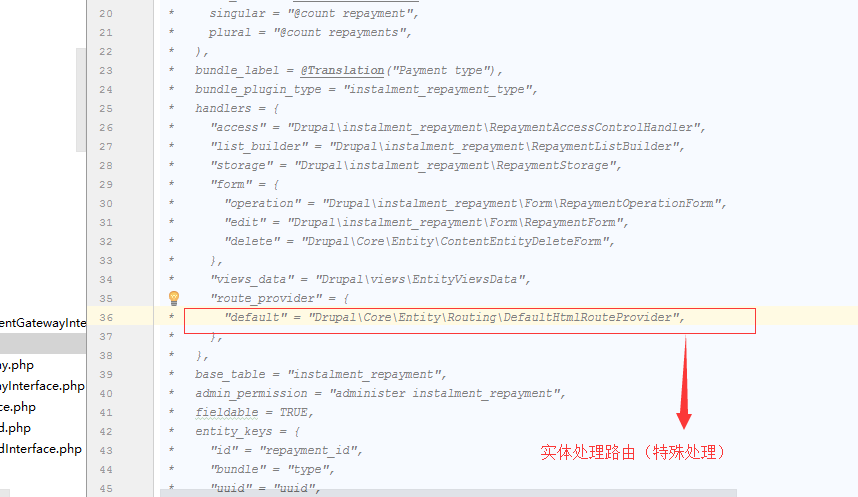 20 *     singular = "@count repayment",
21 *     plural = "@count repayments",
22 *   ),
23 *   bundle_label = @Translation("Payment type"),
24 *   bundle_plugin_type = "instalment_repayment_type",
25 *   handlers = {
26 *     "access" = "Drupal\instalment_repayment\RepaymentAccessControlHandler",
27 *     "list_builder" = "Drupal\instalment_repayment\RepaymentListBuilder",
28 *     "storage" = "Drupal\instalment_repayment\RepaymentStorage",
29 *     "form" = {
30 *       "operation" = "Drupal\instalment_repayment\Form\RepaymentOperationForm",
31 *       "edit" = "Drupal\instalment_repayment\Form\RepaymentForm",
32 *       "delete" = "Drupal\Core\Entity\ContentEntityDeleteForm",
33 *     },
34 *     "views_data" = "Drupal\views\EntityViewsData",
35 *     "route_provider" = {
36 *       "default" = "Drupal\Core\Entity\Routing\DefaultHtmlRouteProvider",
37 *     },
38 *   },
39 *   base_table = "instalment_repayment",
40 *   admin_permission = "administer instalment_repayment",
41 *   fieldable = TRUE,
42 *   entity_keys = {
43 *     "id" = "repayment_id",
44 *     "bundle" = "type",
45 *     "uuid" = "uuid",
实体处理路由（特殊处理）
entGatewayInte
ay.php
ayInterface.php
ce.php
d.php
dInterface.php